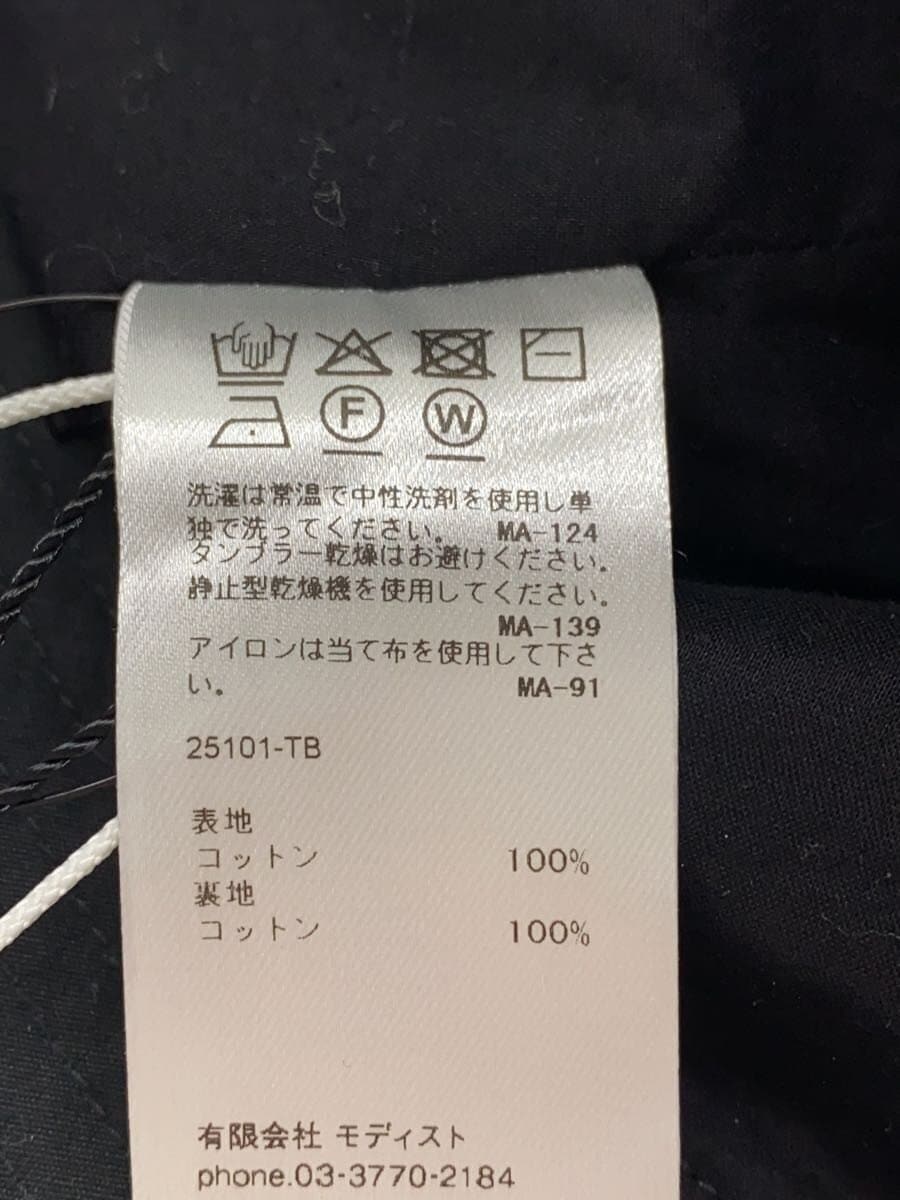 F W
洗濯は常温で中性洗剤を使用し単
独で洗ってください。 MA-124
タンブラー乾燥はお避けください。
静止型乾燥機を使用してください。
MA-139
アイロンは当て布を使用して下さ
い。 MA-91
25101-TB
表地
コットン 100%
裏地
コットン 100%
有限会社 モディスト
phone.03-3770-2184